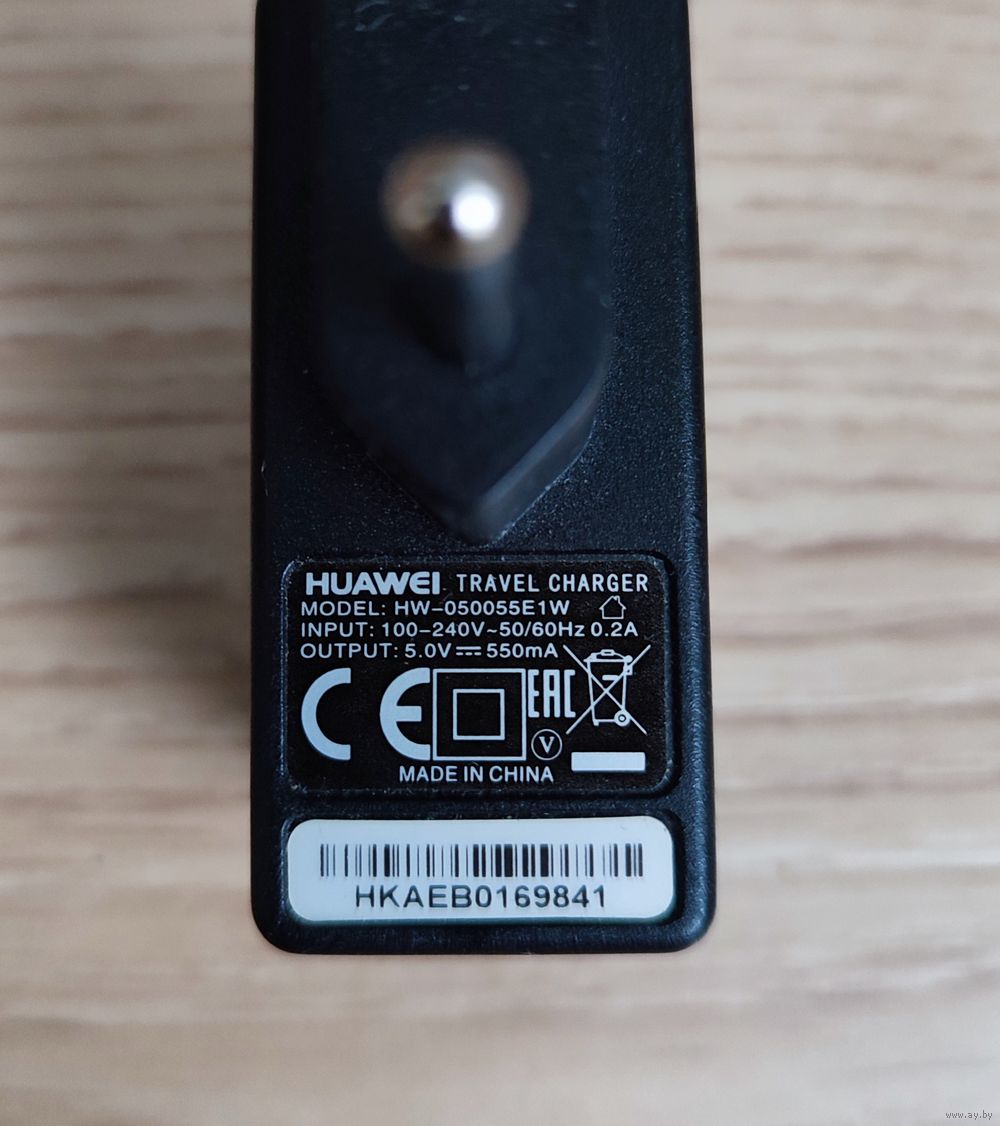 HUAWEI TRAVEL CHARGER
MODEL: HW-050055E1W
INPUT: 100-240V~50/60Hz 0.2A
OUTPUT: 5.0V⎓550mA
CE EAC
V
MADE IN CHINA
HKAEB0169841
www.ay.by